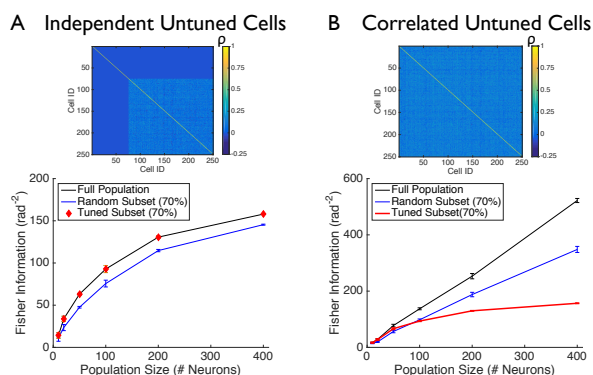 A Independent Untuned Cells
ρ
1
0.75
0.25
0
-0.25
Cell ID
50
100
150
200
250
50 100 150 200 250
Cell ID
Fisher Information (rad⁻²)
200
150
100
50
0
Full Population
Random Subset (70%)
Tuned Subset (70%)
0 100 200 300 400
Population Size (# Neurons)
B Correlated Untuned Cells
ρ
1
0.75
0.25
0
-0.25
Cell ID
50
100
150
200
250
50 100 150 200 250
Cell ID
Fisher Information (rad⁻²)
600
400
200
0
Full Population
Random Subset (70%)
Tuned Subset(70%)
0 100 200 300 400
Population Size (# Neurons)